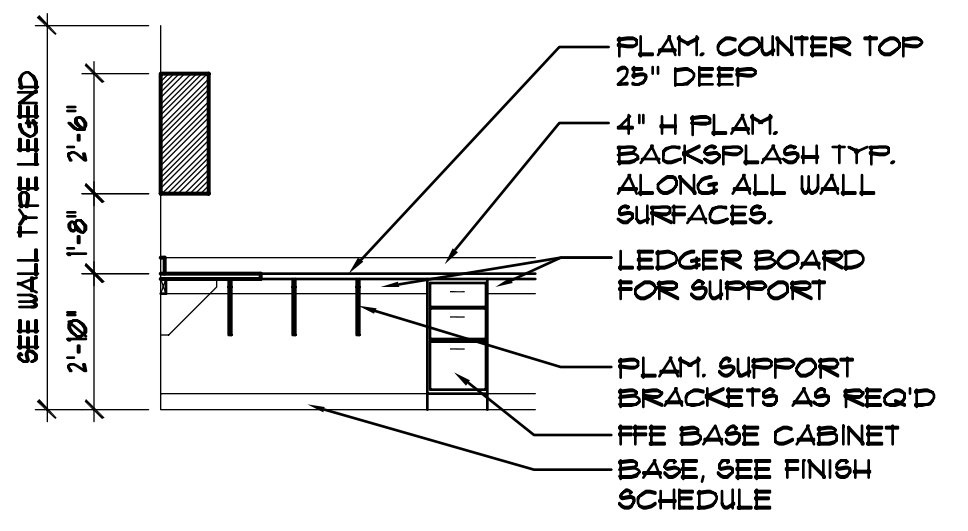 PLAM. COUNTER TOP
25" DEEP
4" H PLAM.
BACKSPLASH TYP.
ALONG ALL WALL
SURFACES.
LEDGER BOARD
FOR SUPPORT
PLAM. SUPPORT
BRACKETS AS REQ'D
FFE BASE CABINET
BASE, SEE FINISH
SCHEDULE
SEE WALL TYPE LEGEND
2'-6"
1'-8"
2'-10"